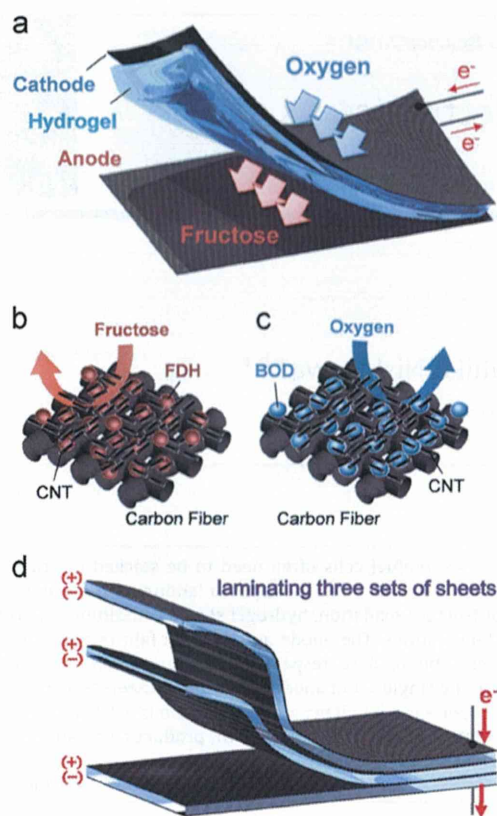 a
Cathode
Hydrogel
Anode
Oxygen
Fructose
e-
e-
b
Fructose
FDH
CNT
Carbon Fiber
c
Oxygen
BOD
CNT
Carbon Fiber
d
laminating three sets of sheets
(+)
(−)
(+)
(−)
(+)
(−)
e-